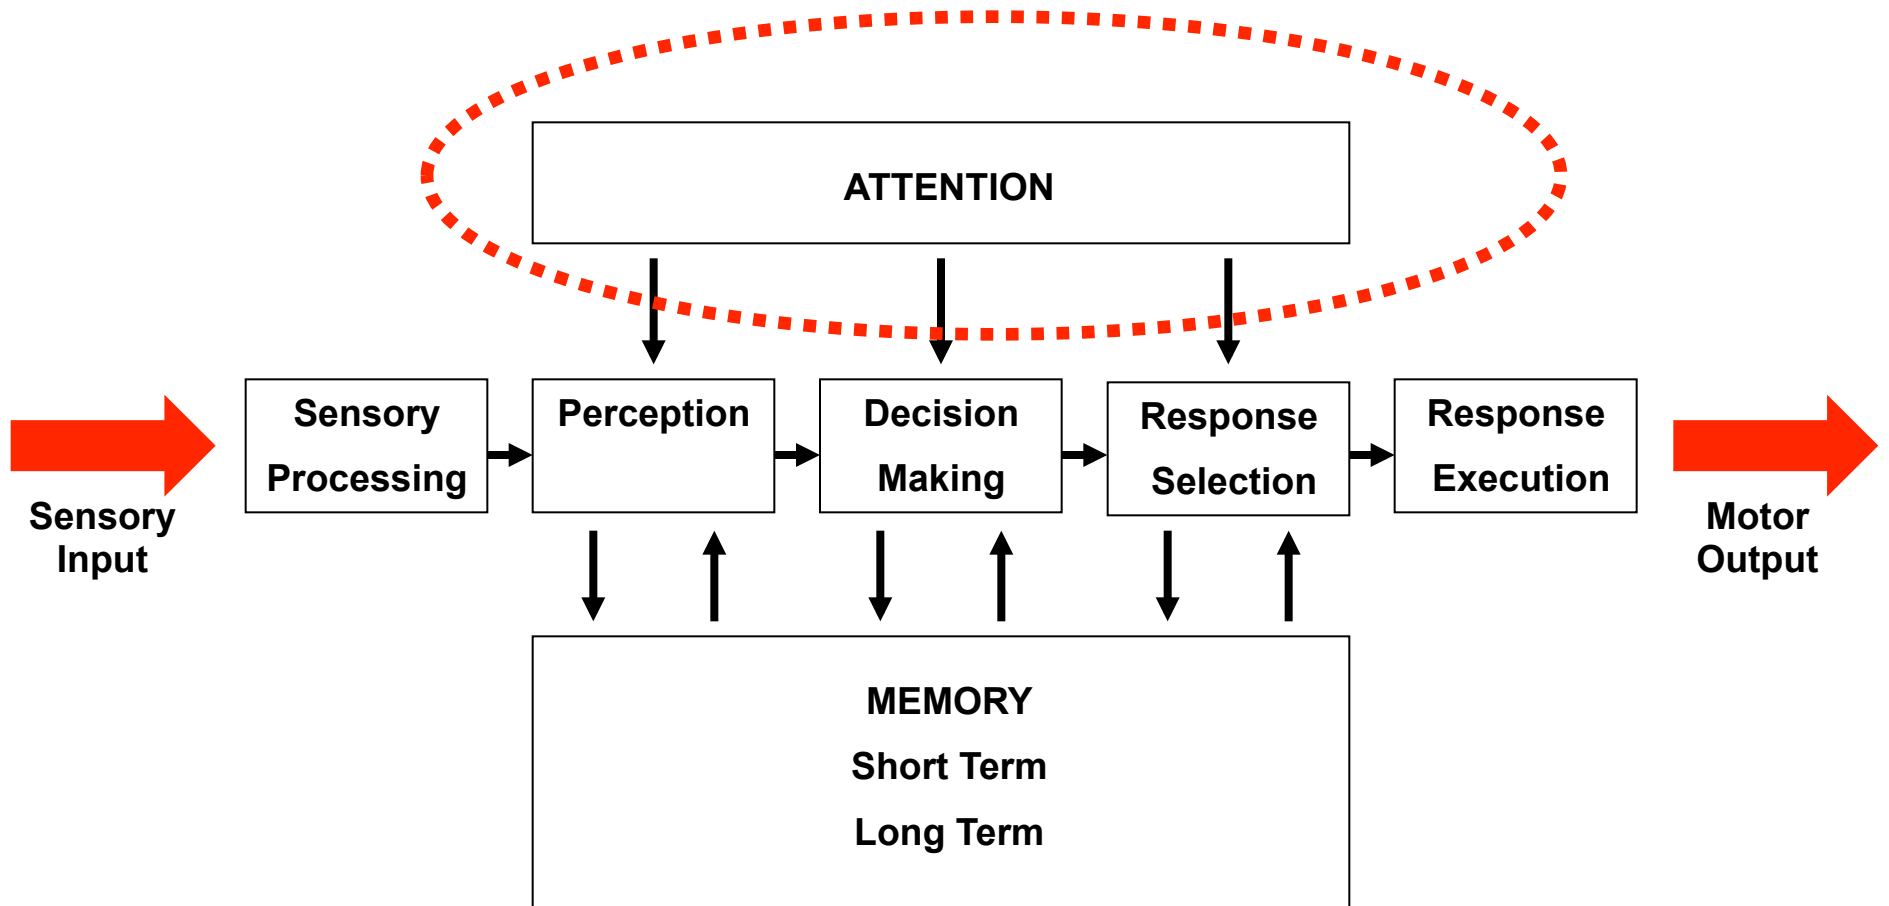 ATTENTION
Sensory
Processing
Perception
Decision
Making
Response
Selection
Response
Execution
Sensory
Input
Motor
Output
MEMORY
Short Term
Long Term